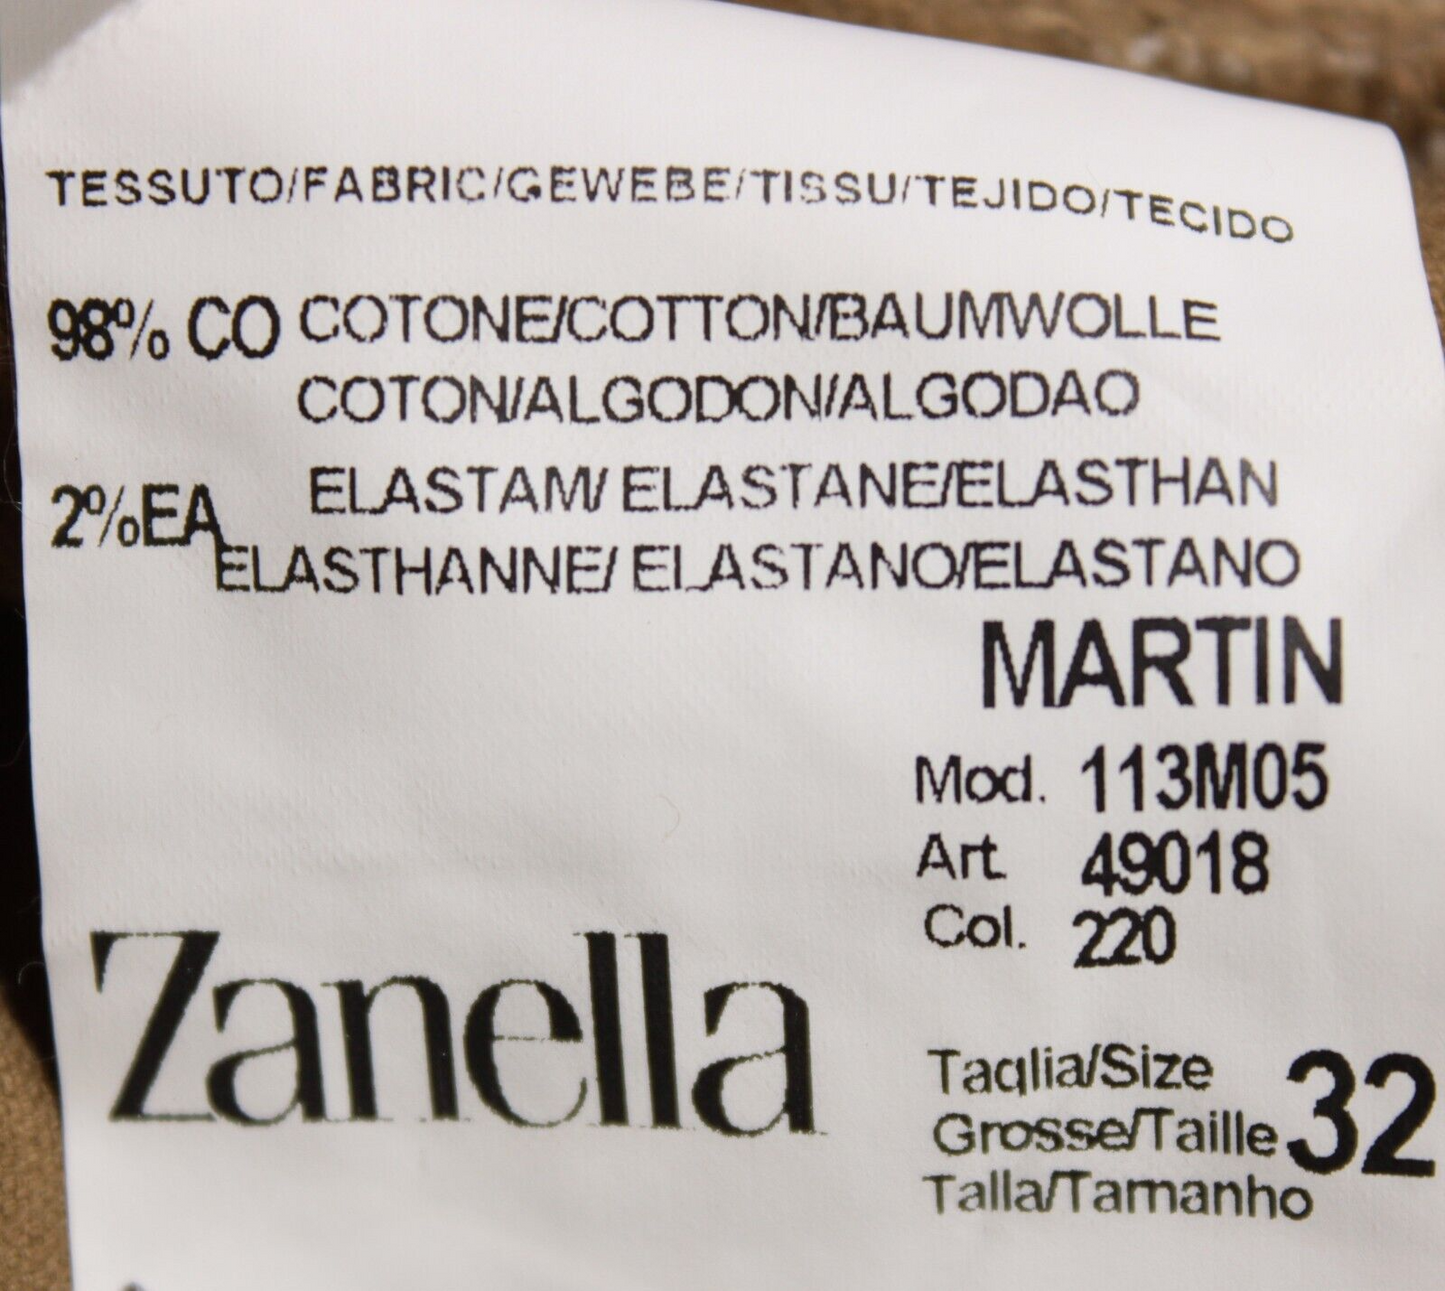 TESSUTO/FABRIC/GEWEBE/TISSU/TEJIDO/TECIDO
98% CO COTONE/COTTON/BAUMWOLLE
COTON/ALGODON/ALGODAO
2%EA ELASTAM/ ELASTANE/ELASTHAN
ELASTHANNE/ ELASTANO/ELASTANO
MARTIN
Mod. 113M05
Art. 49018
Col. 220
Zanella
Taglia/Size
Grosse/Taille 32
Talla/Tamanho